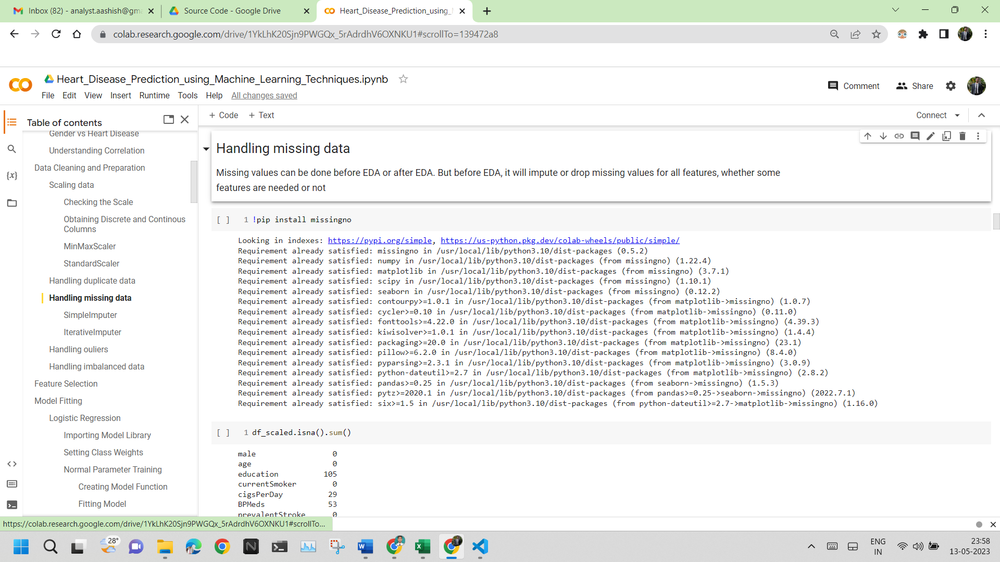 Inbox (82) - analyst.aashish@gm
Source Code - Google Drive
Heart_Disease_Prediction_using_
colab.research.google.com/drive/1YkLhK20Sjn9PWGQx_5rAdrdhV6OXNKU1#scrollTo=139472a8
Heart_Disease_Prediction_using_Machine_Learning_Techniques.ipynb
File Edit View Insert Runtime Tools Help All changes saved
Comment Share
Table of contents
+ Code + Text
Connect
Gender vs Heart Disease
Understanding Correlation
Data Cleaning and Preparation
Scaling data
Checking the Scale
Obtaining Discrete and Continous
Columns
MinMaxScaler
StandardScaler
Handling duplicate data
Handling missing data
SimpleImputer
IterativeImputer
Handling ouliers
Handling imbalanced data
Feature Selection
Model Fitting
Logistic Regression
Importing Model Library
Setting Class Weights
Normal Parameter Training
Creating Model Function
Fitting Model
Handling missing data
Missing values can be done before EDA or after EDA. But before EDA, it will impute or drop missing values for all features, whether some
features are needed or not
[ ] 1 !pip install missingno
Looking in indexes: https://pypi.org/simple, https://us-python.pkg.dev/colab-wheels/public/simple/
Requirement already satisfied: missingno in /usr/local/lib/python3.10/dist-packages (0.5.2)
Requirement already satisfied: numpy in /usr/local/lib/python3.10/dist-packages (from missingno) (1.22.4)
Requirement already satisfied: matplotlib in /usr/local/lib/python3.10/dist-packages (from missingno) (3.7.1)
Requirement already satisfied: scipy in /usr/local/lib/python3.10/dist-packages (from missingno) (1.10.1)
Requirement already satisfied: seaborn in /usr/local/lib/python3.10/dist-packages (from missingno) (0.12.2)
Requirement already satisfied: contourpy>=1.0.1 in /usr/local/lib/python3.10/dist-packages (from matplotlib->missingno) (1.0.7)
Requirement already satisfied: cycler>=0.10 in /usr/local/lib/python3.10/dist-packages (from matplotlib->missingno) (0.11.0)
Requirement already satisfied: fonttools>=4.22.0 in /usr/local/lib/python3.10/dist-packages (from matplotlib->missingno) (4.39.3)
Requirement already satisfied: kiwisolver>=1.0.1 in /usr/local/lib/python3.10/dist-packages (from matplotlib->missingno) (1.4.4)
Requirement already satisfied: packaging>=20.0 in /usr/local/lib/python3.10/dist-packages (from matplotlib->missingno) (23.1)
Requirement already satisfied: pillow>=6.2.0 in /usr/local/lib/python3.10/dist-packages (from matplotlib->missingno) (8.4.0)
Requirement already satisfied: pyparsing>=2.3.1 in /usr/local/lib/python3.10/dist-packages (from matplotlib->missingno) (3.0.9)
Requirement already satisfied: python-dateutil>=2.7 in /usr/local/lib/python3.10/dist-packages (from matplotlib->missingno) (2.8.2)
Requirement already satisfied: pandas>=0.25 in /usr/local/lib/python3.10/dist-packages (from seaborn->missingno) (1.5.3)
Requirement already satisfied: pytz>=2020.1 in /usr/local/lib/python3.10/dist-packages (from pandas>=0.25->seaborn->missingno) (2022.7.1)
Requirement already satisfied: six>=1.5 in /usr/local/lib/python3.10/dist-packages (from python-dateutil>=2.7->matplotlib->missingno) (1.16.0)
[ ] 1 df_scaled.isna().sum()
male 0
age 0
education 105
currentSmoker 0
cigsPerDay 29
BPMeds 53
prevalentStroke 0
https://colab.research.google.com/drive/1YkLhK20Sjn9PWGQx_5rAdrdhV6OXNKU1#scrollTo...
28°
ENG
IN
23:58
13-05-2023